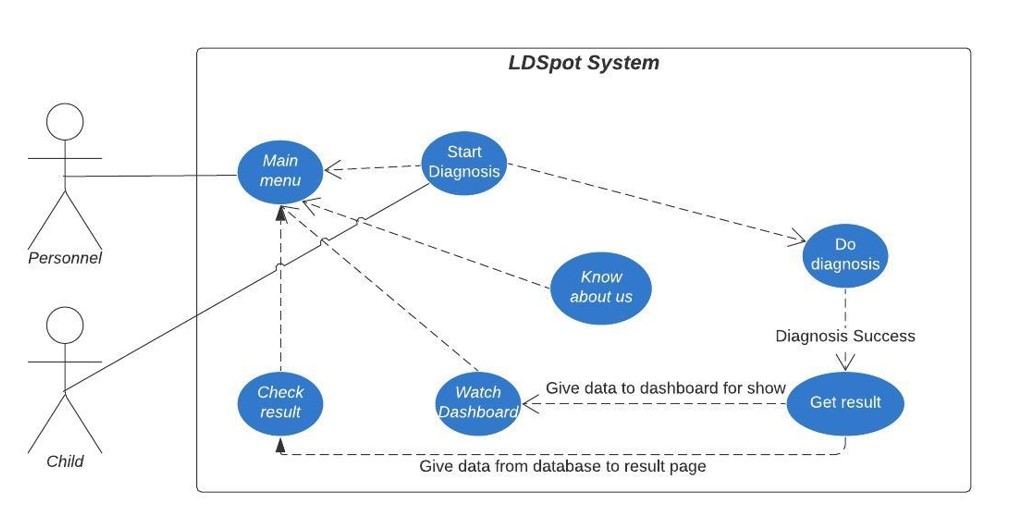 LDSpot System
Main
menu
Start
Diagnosis
Do
diagnosis
Personnel
Know
about us
Diagnosis Success
Check
result
Watch
Dashboard
Give data to dashboard for show
Get result
Child
Give data from database to result page